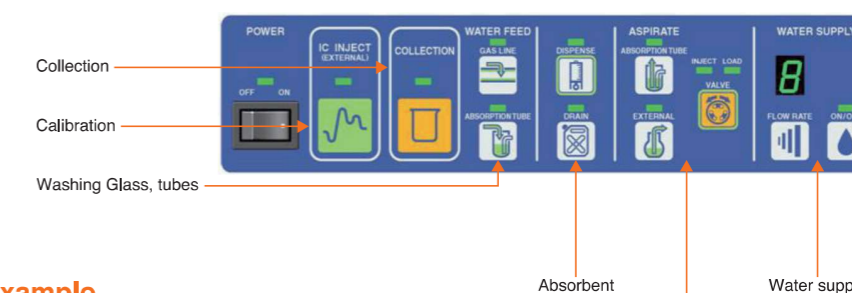 POWER
OFF ON
IC INJECT
(EXTERNAL)
COLLECTION
WATER FEED
GAS LINE
ABSORPTION TUBE
DISPENSE
DRAIN
ASPIRATE
ABSORPTION TUBE
INJECT LOAD
VALVE
EXTERNAL
WATER SUPPLY
8
FLOW RATE
ON/O
Collection
Calibration
Washing Glass, tubes
Absorbent
Water supp
xample